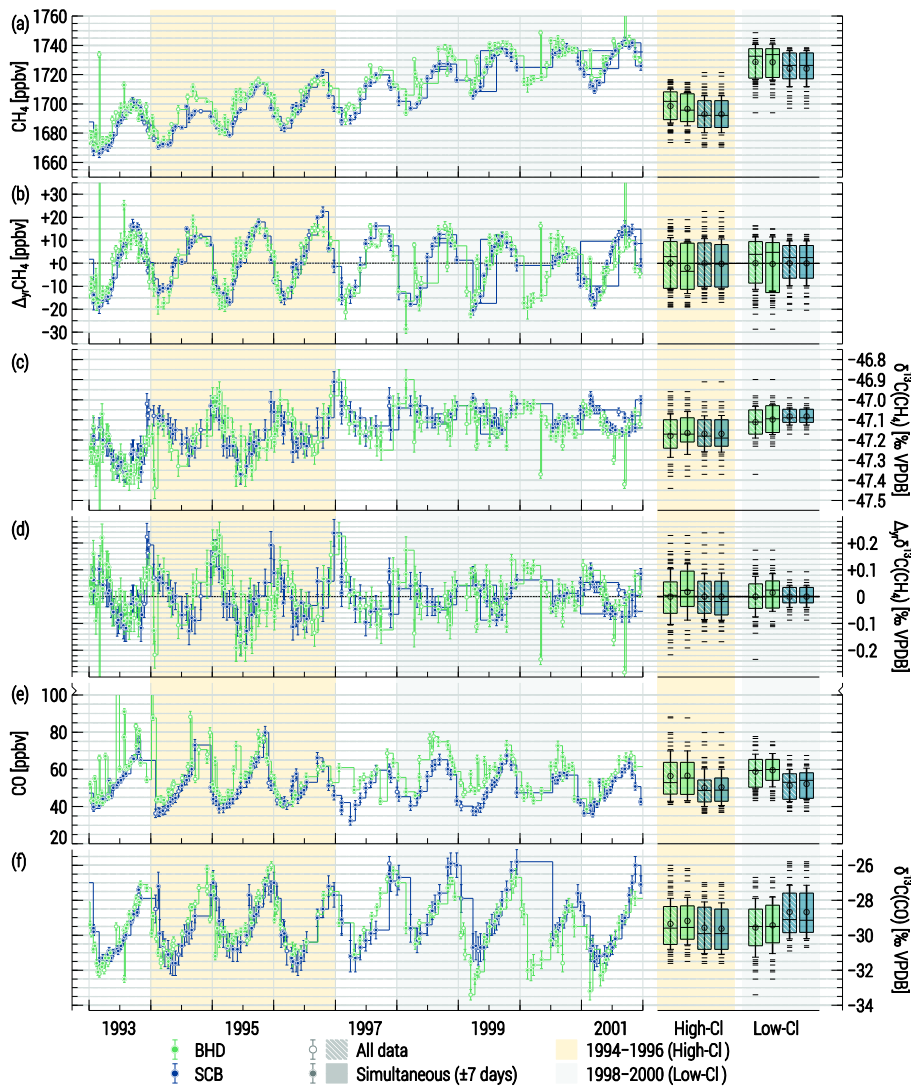 (a)
CH₄ [ppbv]
1760
1740
1720
1700
1680
1660
(b)
ΔyrCH₄ [ppbv]
+30
+20
+10
+0
−10
−20
−30
(c)
δ¹³C(CH₄) [‰ VPDB]
−46.8
−46.9
−47.0
−47.1
−47.2
−47.3
−47.4
−47.5
(d)
Δyrδ¹³C(CH₄) [‰ VPDB]
+0.2
+0.1
0
−0.1
−0.2
(e)
CO [ppbv]
100
80
60
40
20
(f)
δ¹³C(CO) [‰ VPDB]
−26
−28
−30
−32
−34
1993 1995 1997 1999 2001 High-Cl Low-Cl
BHD All data 1994−1996 (High-Cl)
SCB Simultaneous (±7 days) 1998−2000 (Low-Cl)